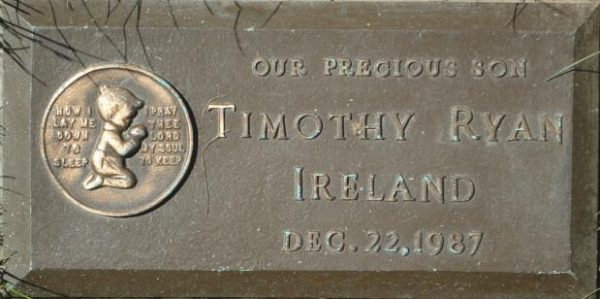 NOW I
LAY ME
DOWN
TO
SLEEP
I PRAY
THEE
LORD
MY SOUL
TO KEEP
OUR PRECIOUS SON
TIMOTHY RYAN
IRELAND
DEC. 22, 1987